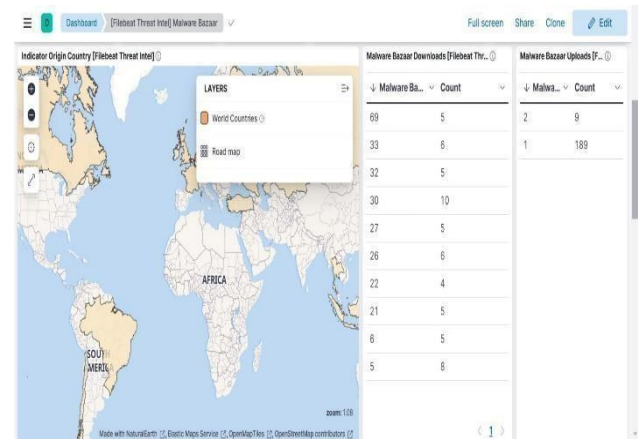 D Dashboard [Filebeat Threat Intel] Malware Bazaar Full screen Share Clone Edit
Indicator Origin Country [Filebeat Threat Intel]
LAYERS
World Countries
Road map
AFRICA
SOUTH
AMERICA
zoom: 1.08
Made with NaturalEarth, Elastic Maps Service, OpenMapTiles, OpenStreetMap contributors
Malware Bazaar Downloads [Filebeat Thr...
↓ Malware Ba... Count
69 5
33 6
32 5
30 10
27 5
26 6
22 4
21 5
6 5
5 8
1
Malware Bazaar Uploads [F...
↓ Malwa... Count
2 9
1 189